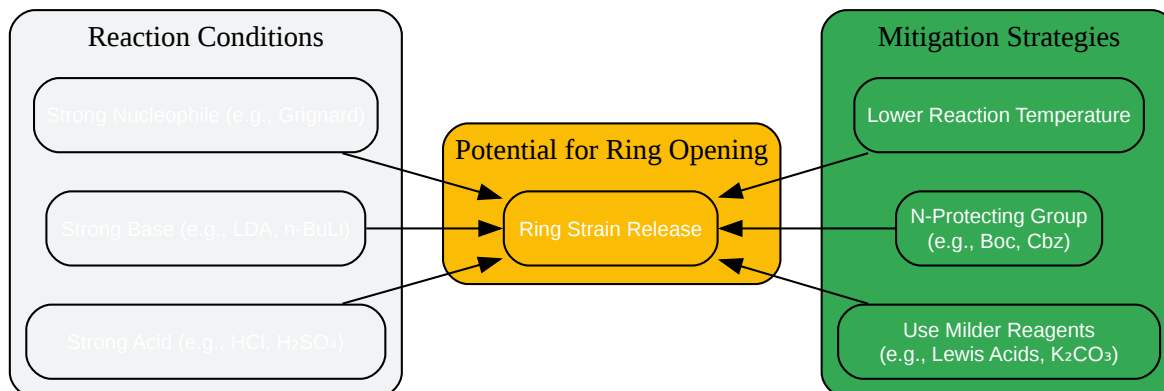 Reaction Conditions
Strong Nucleophile (e.g., Grignard)
Strong Base (e.g., LDA, n-BuLi)
Strong Acid (e.g., HCl, H₂SO₄)
Potential for Ring Opening
Ring Strain Release
Mitigation Strategies
Lower Reaction Temperature
N-Protecting Group
(e.g., Boc, Cbz)
Use Milder Reagents
(e.g., Lewis Acids, K₂CO₃)